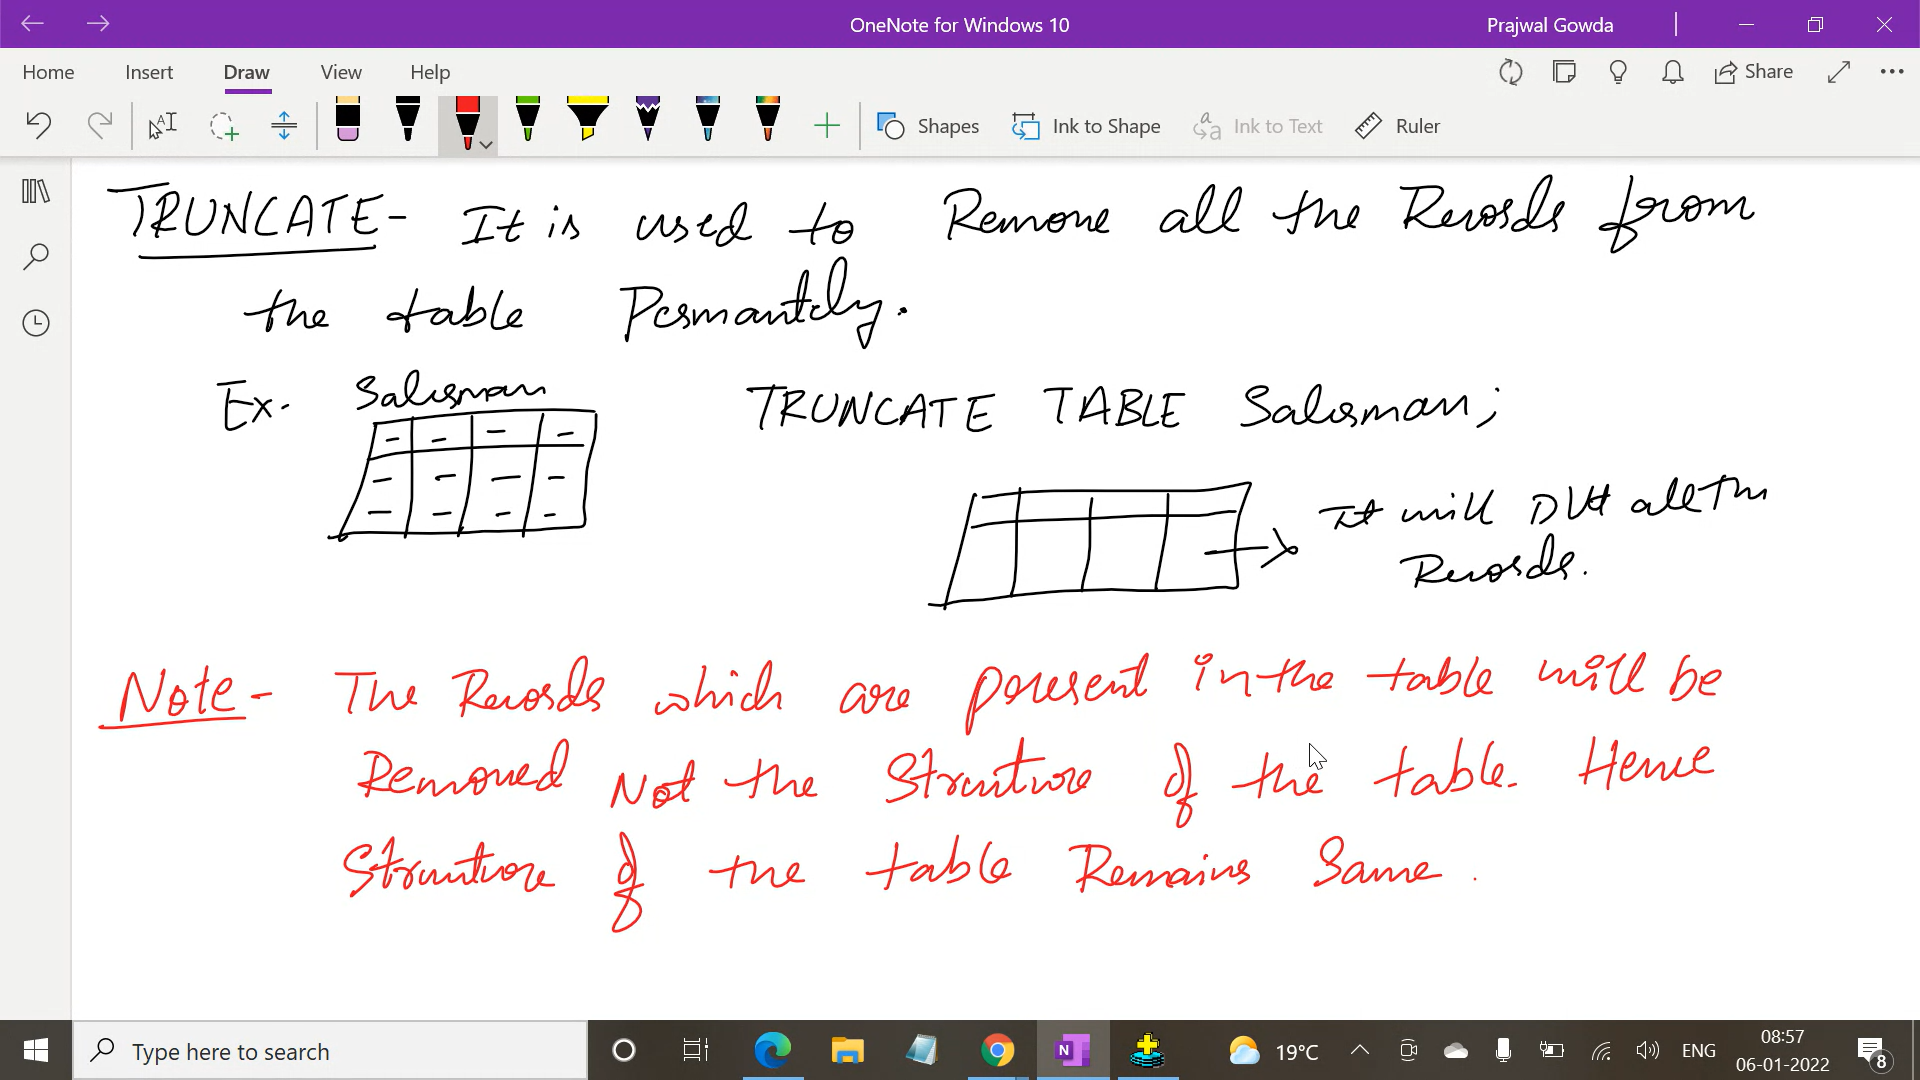 OneNote for Windows 10
Prajwal Gowda
Home Insert Draw View Help
Share
Shapes Ink to Shape Ink to Text Ruler
TRUNCATE - It is used to Remove all the Records from
the table Permantely.
Ex. Salesman TRUNCATE TABLE Salesman;
It will Dlt all the
Records.
Note - The Records which are present in the table will be
Removed Not the Structure of the table. Hence
Structure of the table Remains Same.
Type here to search
19°C
ENG
08:57
06-01-2022
8